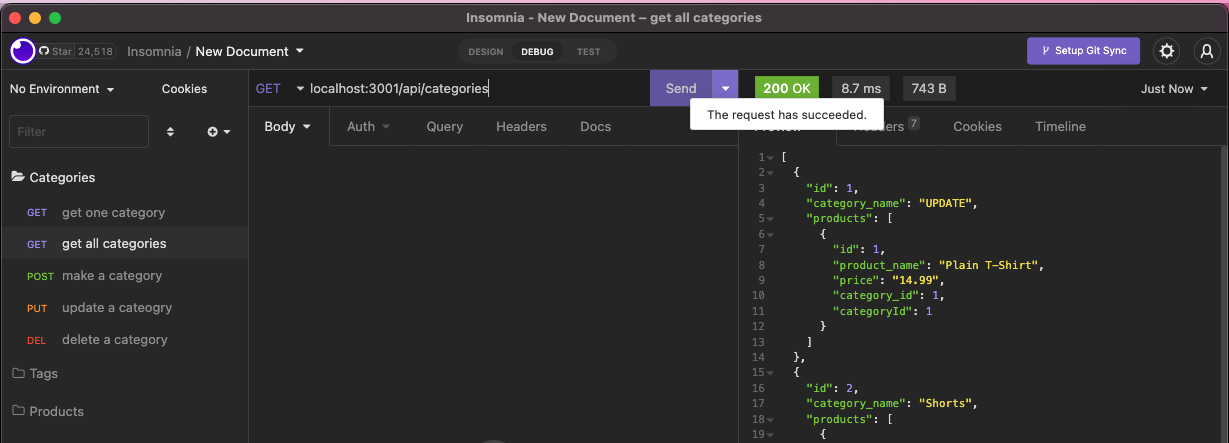 Insomnia - New Document – get all categories
Star 24,518 Insomnia / New Document DESIGN DEBUG TEST Setup Git Sync
No Environment Cookies GET localhost:3001/api/categories Send 200 OK 8.7 ms 743 B Just Now
The request has succeeded.
Filter Body Auth Query Headers Docs Headers 7 Cookies Timeline
Categories
GET get one category
GET get all categories
POST make a category
PUT update a cateogry
DEL delete a category
Tags
Products
1 [
2 {
3 "id": 1,
4 "category_name": "UPDATE",
5 "products": [
6 {
7 "id": 1,
8 "product_name": "Plain T-Shirt",
9 "price": "14.99",
10 "category_id": 1,
11 "categoryId": 1
12 }
13 ]
14 },
15 {
16 "id": 2,
17 "category_name": "Shorts",
18 "products": [
19 {